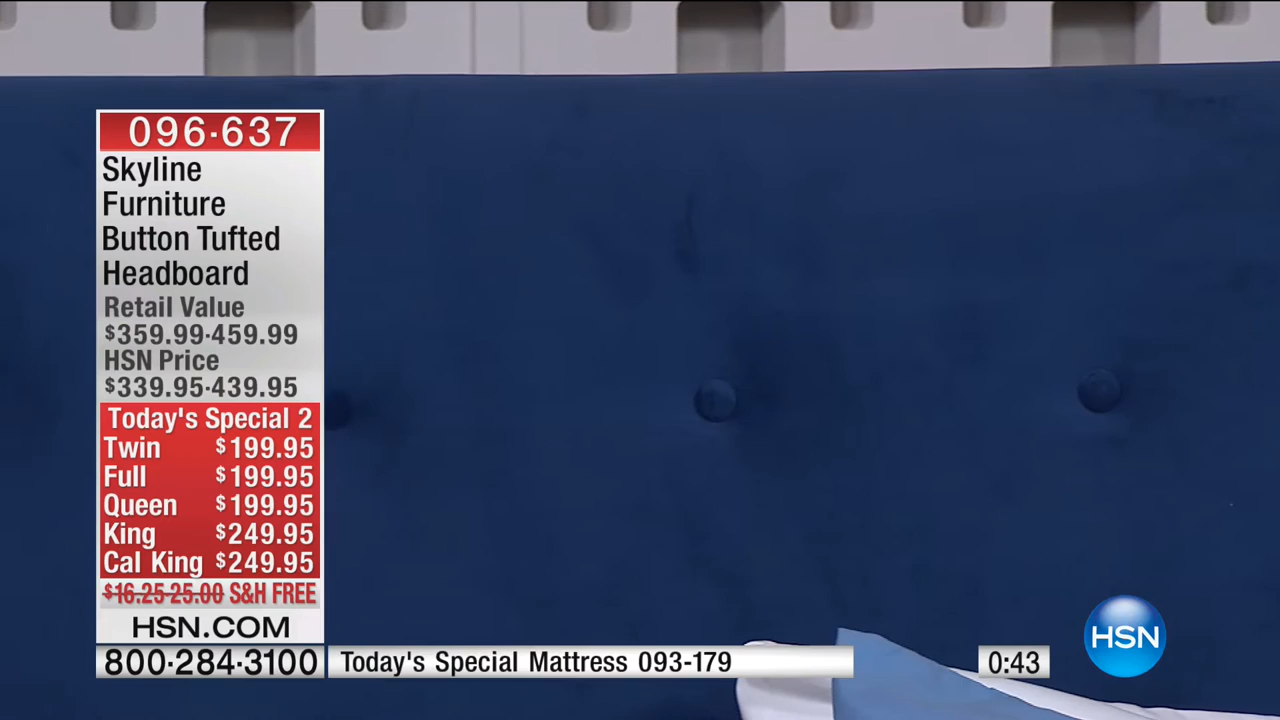 096·637
Skyline
Furniture
Button Tufted
Headboard
Retail Value
$359.99-459.99
HSN Price
$339.95-439.95
Today's Special 2
Twin $199.95
Full $199.95
Queen $199.95
King $249.95
Cal King $249.95
$16.25-25.00 S&H FREE
HSN.COM
800·284·3100 Today's Special Mattress 093-179 0:43
HSN